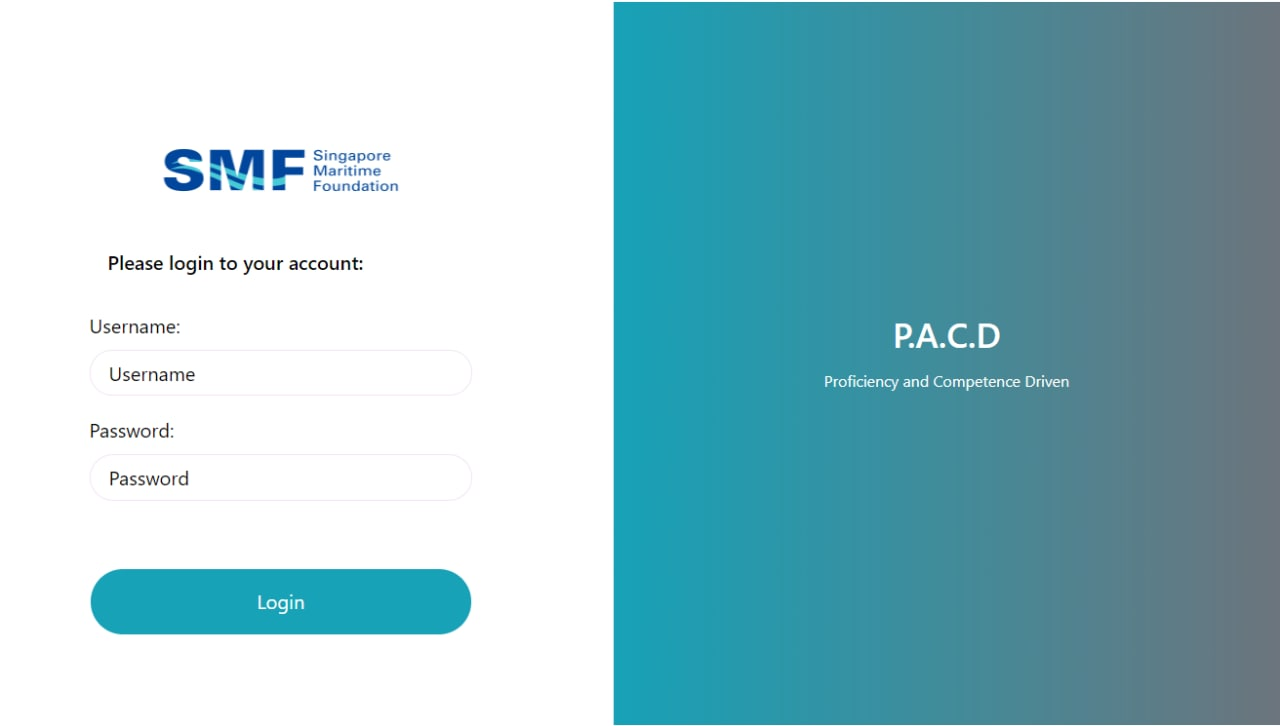 SMF
Singapore
Maritime
Foundation
Please login to your account:
Username:
Username
Password:
Password
Login
P.A.C.D
Proficiency and Competence Driven